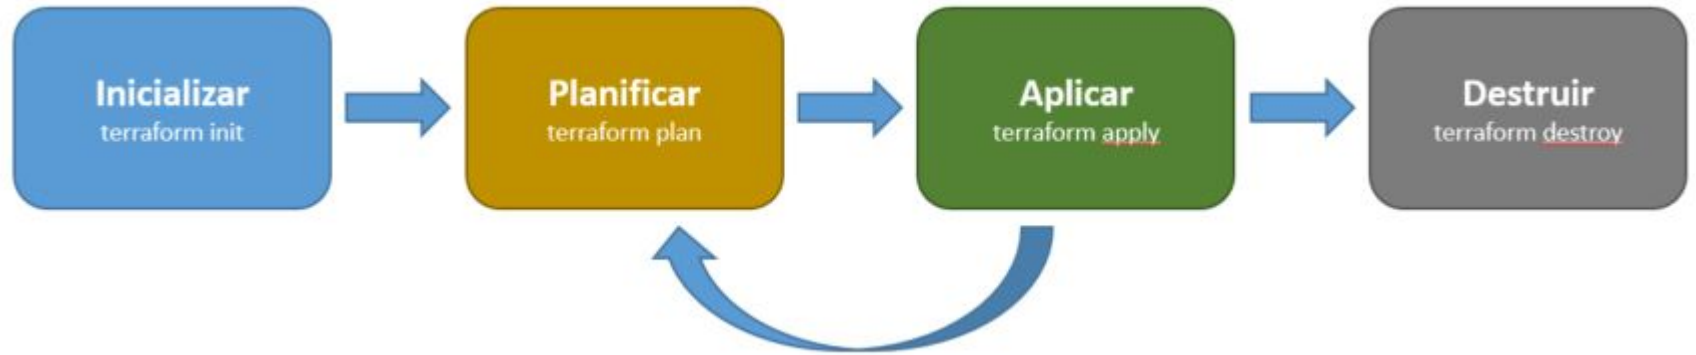 Inicializar
terraform init
Planificar
terraform plan
Aplicar
terraform apply
Destruir
terraform destroy